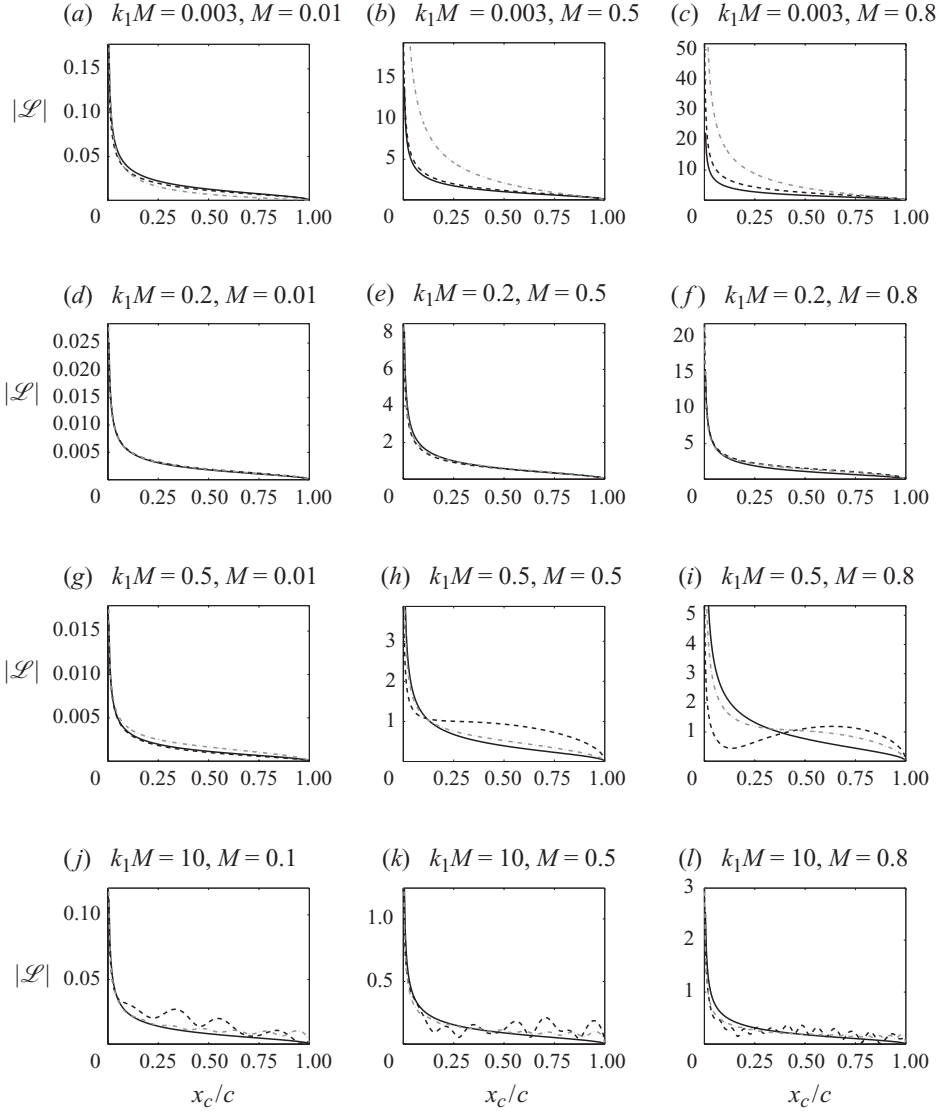 (a) k₁M = 0.003, M = 0.01
(b) k₁M = 0.003, M = 0.5
(c) k₁M = 0.003, M = 0.8
|ℒ|
0.15
0.10
0.05
0 0.25 0.50 0.75 1.00
15
10
5
0 0.25 0.50 0.75 1.00
50
40
30
20
10
0 0.25 0.50 0.75 1.00
(d) k₁M = 0.2, M = 0.01
(e) k₁M = 0.2, M = 0.5
(f) k₁M = 0.2, M = 0.8
|ℒ|
0.025
0.020
0.015
0.010
0.005
0 0.25 0.50 0.75 1.00
8
6
4
2
0 0.25 0.50 0.75 1.00
20
15
10
5
0 0.25 0.50 0.75 1.00
(g) k₁M = 0.5, M = 0.01
(h) k₁M = 0.5, M = 0.5
(i) k₁M = 0.5, M = 0.8
|ℒ|
0.015
0.010
0.005
0 0.25 0.50 0.75 1.00
3
2
1
0 0.25 0.50 0.75 1.00
5
4
3
2
1
0 0.25 0.50 0.75 1.00
(j) k₁M = 10, M = 0.1
(k) k₁M = 10, M = 0.5
(l) k₁M = 10, M = 0.8
|ℒ|
0.10
0.05
0 0.25 0.50 0.75 1.00
1.0
0.5
0 0.25 0.50 0.75 1.00
3
2
1
0 0.25 0.50 0.75 1.00
x_c/c
x_c/c
x_c/c